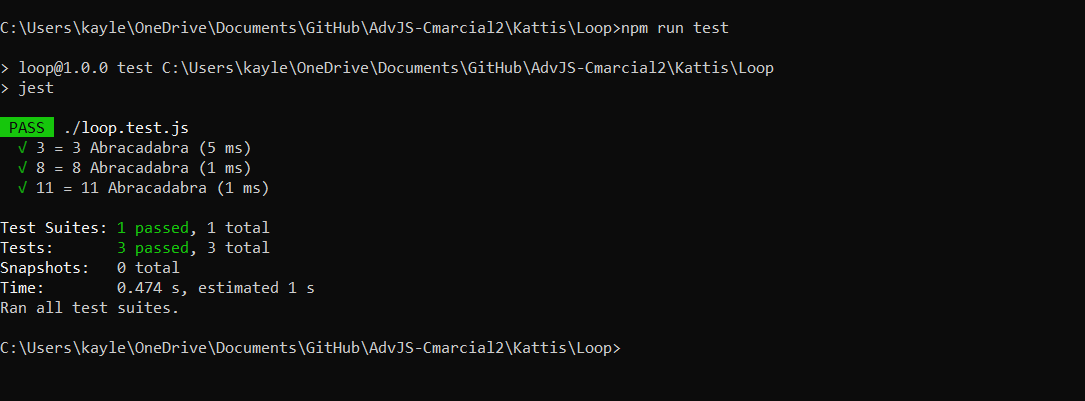 C:\Users\kayle\OneDrive\Documents\GitHub\AdvJS-Cmarcial2\Kattis\Loop>npm run test
> loop@1.0.0 test C:\Users\kayle\OneDrive\Documents\GitHub\AdvJS-Cmarcial2\Kattis\Loop
> jest
PASS ./loop.test.js
√ 3 = 3 Abracadabra (5 ms)
√ 8 = 8 Abracadabra (1 ms)
√ 11 = 11 Abracadabra (1 ms)
Test Suites: 1 passed, 1 total
Tests: 3 passed, 3 total
Snapshots: 0 total
Time: 0.474 s, estimated 1 s
Ran all test suites.
C:\Users\kayle\OneDrive\Documents\GitHub\AdvJS-Cmarcial2\Kattis\Loop>